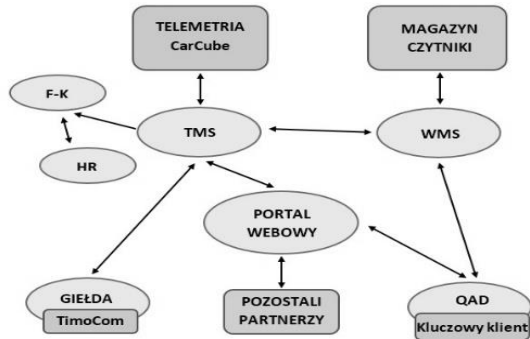 TELEMETRIA
CarCube
MAGAZYN
CZYTNIKI
F-K
TMS
WMS
HR
PORTAL
WEBOWY
GIEŁDA
TimoCom
POZOSTALI
PARTNERZY
QAD
Kluczowy klient